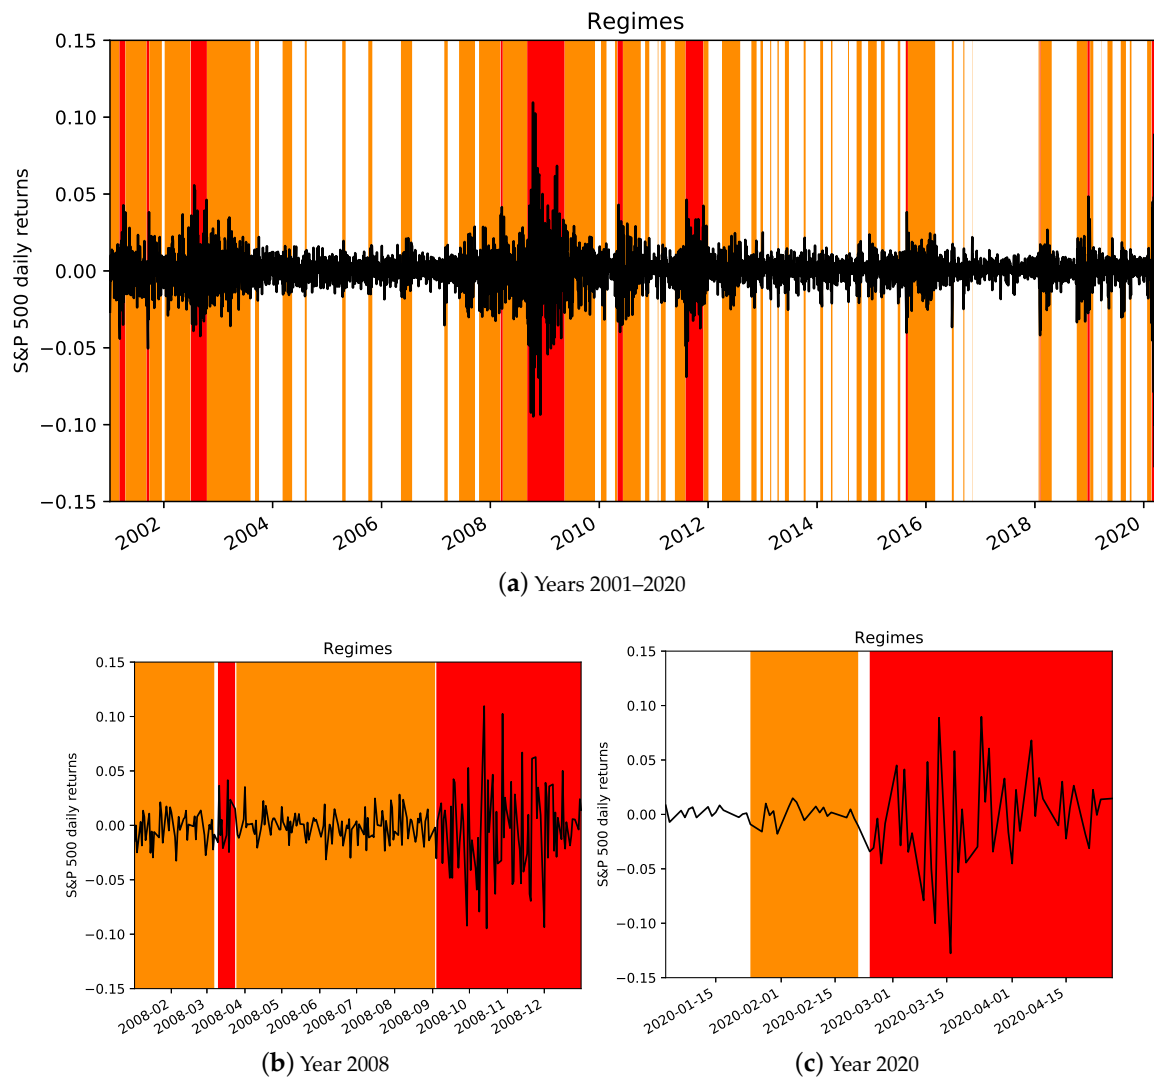 Regimes
0.15
0.10
0.05
0.00
−0.05
−0.10
−0.15
S&P 500 daily returns
2002 2004 2006 2008 2010 2012 2014 2016 2018 2020
(a) Years 2001–2020
Regimes
0.15
0.10
0.05
0.00
−0.05
−0.10
−0.15
S&P 500 daily returns
2008-02 2008-03 2008-04 2008-05 2008-06 2008-07 2008-08 2008-09 2008-10 2008-11 2008-12
(b) Year 2008
Regimes
0.15
0.10
0.05
0.00
−0.05
−0.10
−0.15
S&P 500 daily returns
2020-01-15 2020-02-01 2020-02-15 2020-03-01 2020-03-15 2020-04-01 2020-04-15
(c) Year 2020